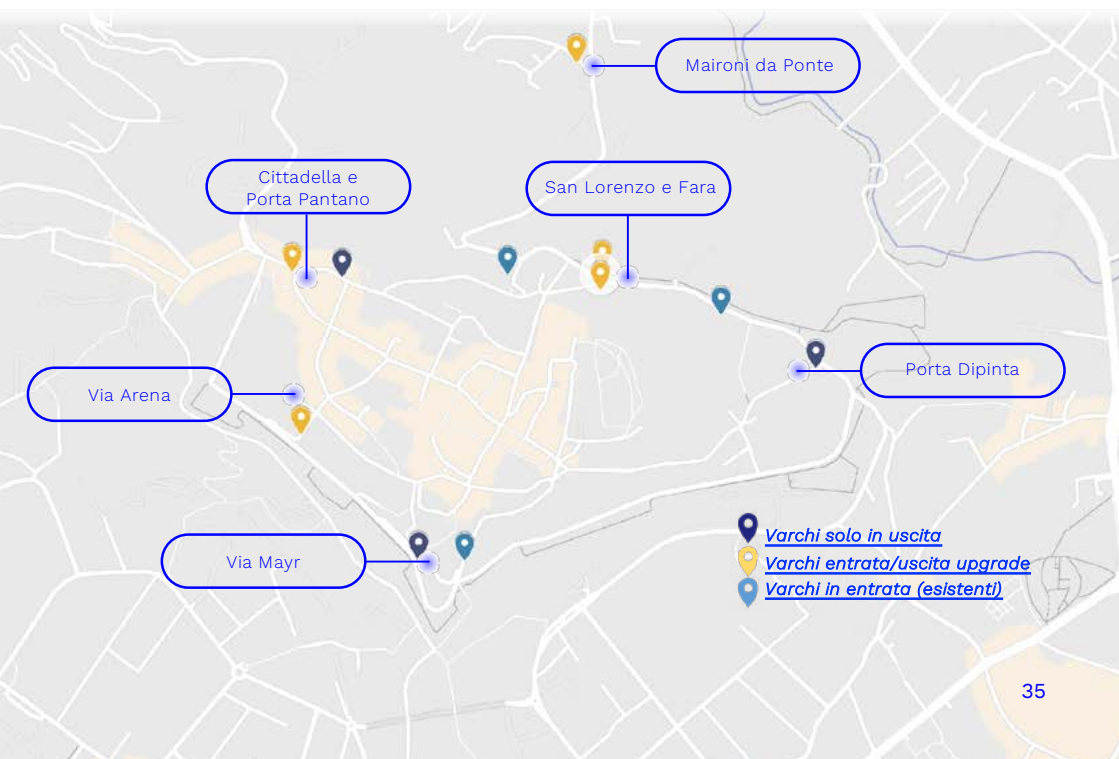 Maironi da Ponte
Cittadella e
Porta Pantano
San Lorenzo e Fara
Via Arena
Porta Dipinta
Via Mayr
Varchi solo in uscita
Varchi entrata/uscita upgrade
Varchi in entrata (esistenti)
35